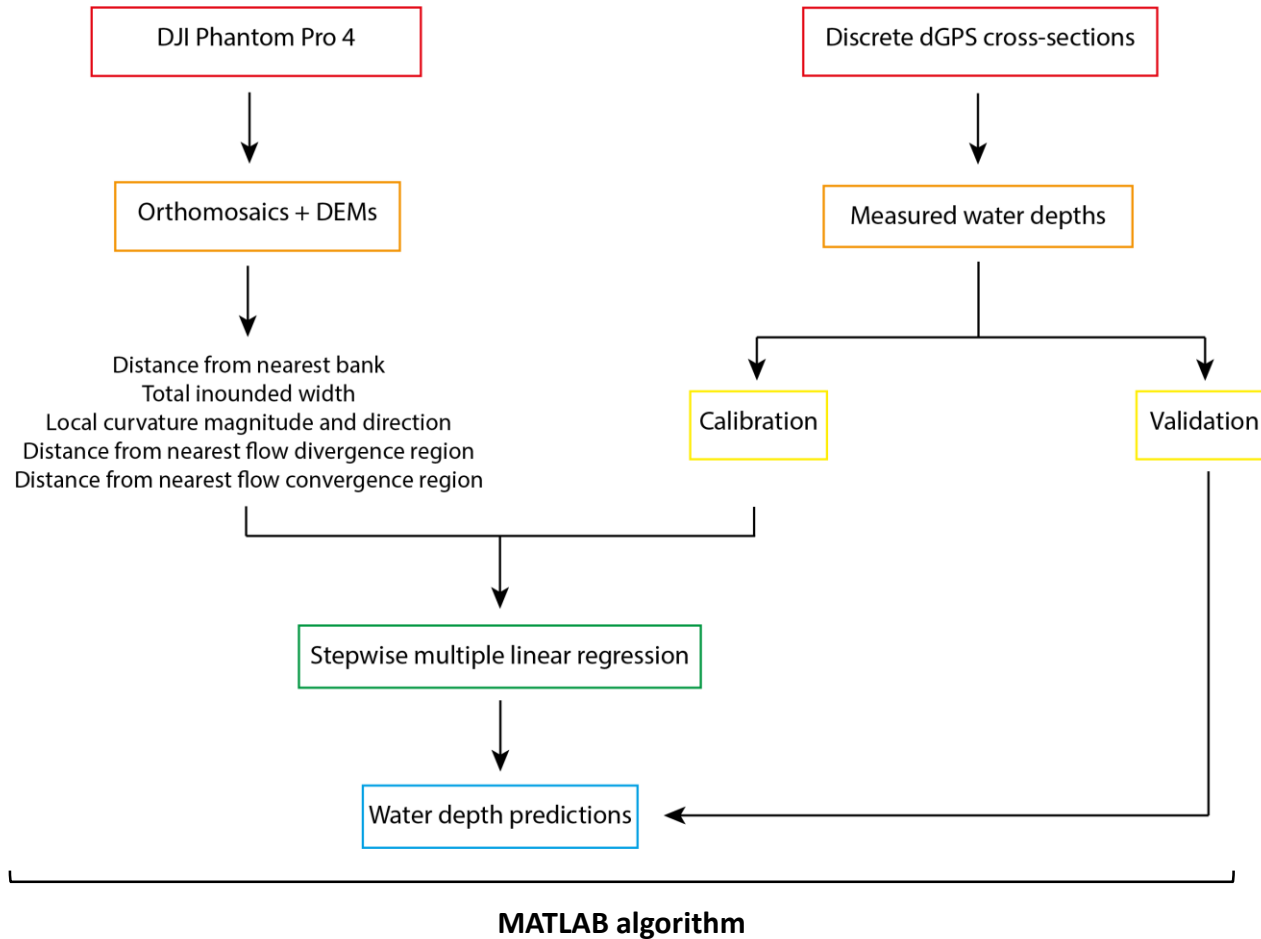 DJI Phantom Pro 4
Discrete dGPS cross-sections
Orthomosaics + DEMs
Measured water depths
Distance from nearest bank
Total inounded width
Local curvature magnitude and direction
Distance from nearest flow divergence region
Distance from nearest flow convergence region
Calibration
Validation
Stepwise multiple linear regression
Water depth predictions
MATLAB algorithm